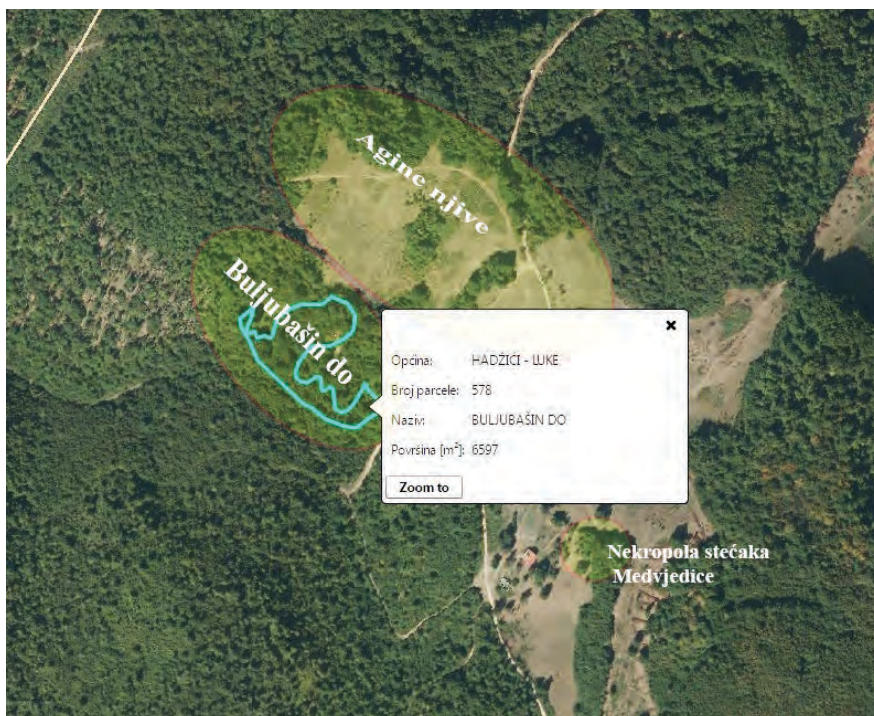 Agine njive
Buljubašin do
Općina: HADŽIĆI - LUKE
Broj parcele: 578
Naziv: BULJUBAŠIN DO
Površina [m²]: 6597
Zoom to
Nekropola stećaka
Medvjedice